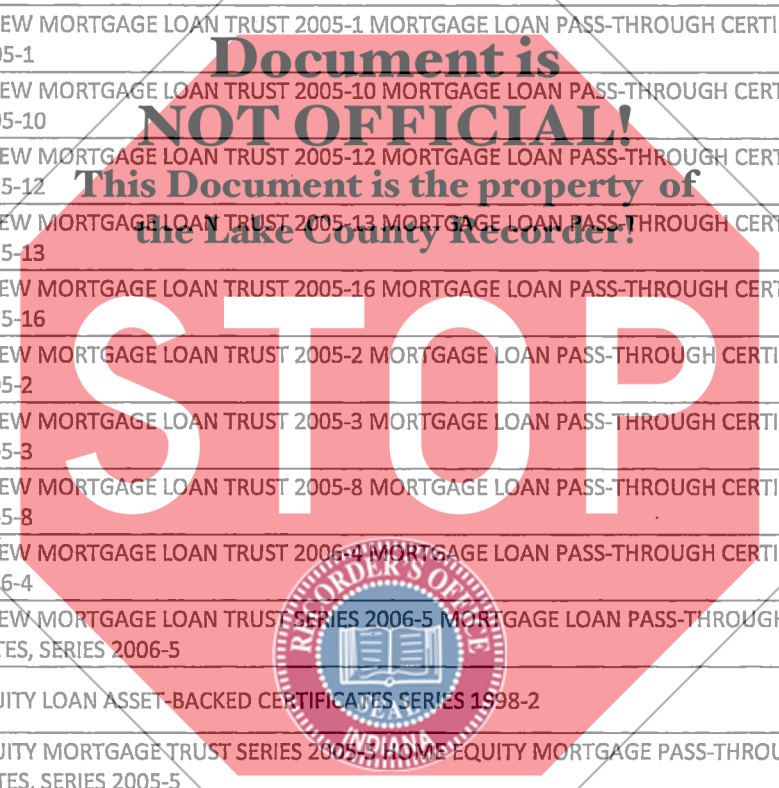 EW MORTGAGE LOAN TRUST 2005-1 MORTGAGE LOAN PASS-THROUGH CERTI
05-1
Document is
EW MORTGAGE LOAN TRUST 2005-10 MORTGAGE LOAN PASS-THROUGH CERT
5-10
NOT OFFICIAL!
EW MORTGAGE LOAN TRUST 2005-12 MORTGAGE LOAN PASS-THROUGH CERT
5-12
This Document is the property of
EW MORTGAGE LOAN TRUST 2005-13 MORTGAGE LOAN PASS-THROUGH CERT
the Lake County Recorder!
5-13
EW MORTGAGE LOAN TRUST 2005-16 MORTGAGE LOAN PASS-THROUGH CERT
5-16
STOP
EW MORTGAGE LOAN TRUST 2005-2 MORTGAGE LOAN PASS-THROUGH CERTI
05-2
EW MORTGAGE LOAN TRUST 2005-3 MORTGAGE LOAN PASS-THROUGH CERTI
5-3
EW MORTGAGE LOAN TRUST 2005-8 MORTGAGE LOAN PASS-THROUGH CERTI
5-8
EW MORTGAGE LOAN TRUST 2006-4 MORTGAGE LOAN PASS-THROUGH CERTI
6-4
RECORDER'S OFFICE
EW MORTGAGE LOAN TRUST SERIES 2006-5 MORTGAGE LOAN PASS-THROUGH
TES, SERIES 2006-5
UITY LOAN ASSET-BACKED CERTIFICATES SERIES 1998-2
SEAL
INDIANA
UITY MORTGAGE TRUST SERIES 2005-5 HOME EQUITY MORTGAGE PASS-THROU
TES, SERIES 2005-5